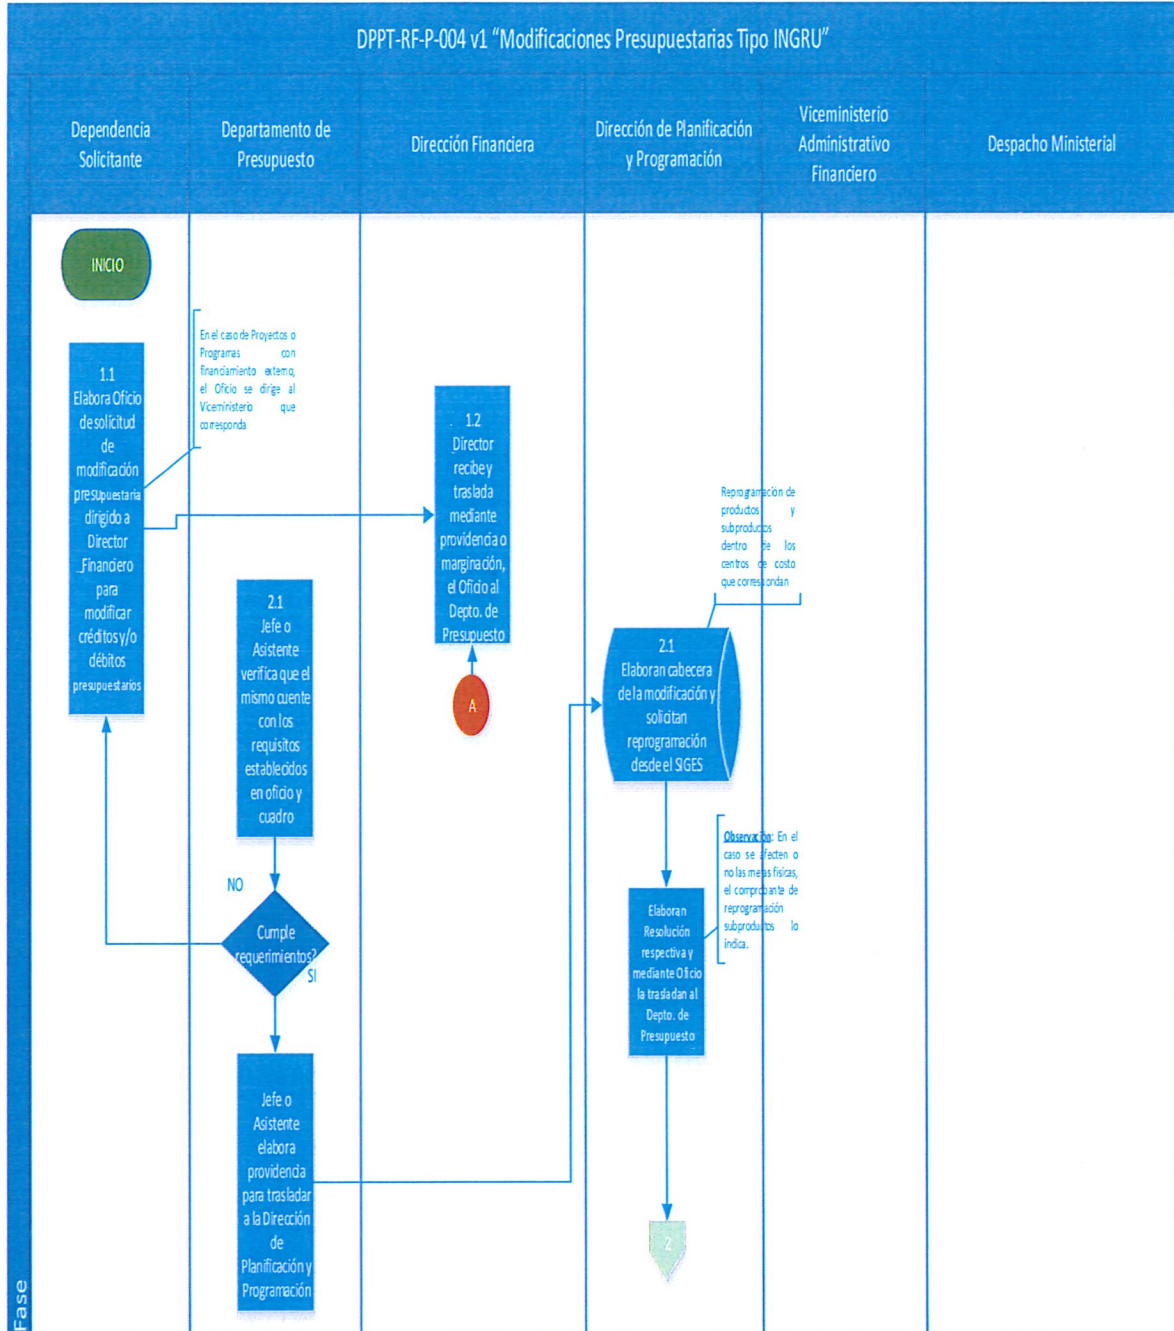 DPPT-RF-P-004 v1 “Modificaciones Presupuestarias Tipo INGRU”
Dependencia
Solicitante
Departamento de
Presupuesto
Dirección Financiera
Dirección de Planificación
y Programación
Viceministerio
Administrativo
Financiero
Despacho Ministerial
INICIO
1.1
Elabora Oficio
de solicitud
de
modificación
presupuestaria
dirigido a
Director
Financiero
para
modificar
créditos y/o
débitos
presupuestarios
En el caso de Proyectos o
Programas con
financiamiento externo,
el Oficio se dirige al
Viceministerio que
corresponda
1.2
Director
recibe y
traslada
mediante
providencia o
marginación,
el Oficio al
Depto. de
Presupuesto
A
2.1
Jefe o
Asistente
verifica que el
mismo cuente
con los
requisitos
establecidos
en oficio y
cuadro
NO
Cumple
requerimientos?
SI
Jefe o
Asistente
elabora
providencia
para trasladar
a la Dirección
de
Planificación y
Programación
Reprogramación de
productos y
subproductos
dentro de los
centros de costo
que correspondan
2.1
Elaboran cabecera
de la modificación y
solicitan
reprogramación
desde el SIGES
Observación: En el
caso se afecten o
no las metas físicas,
el comprobante de
reprogramación
subproductos lo
indica.
Elaboran
Resolución
respectiva y
mediante Oficio
la trasladan al
Depto. de
Presupuesto
2
Fase